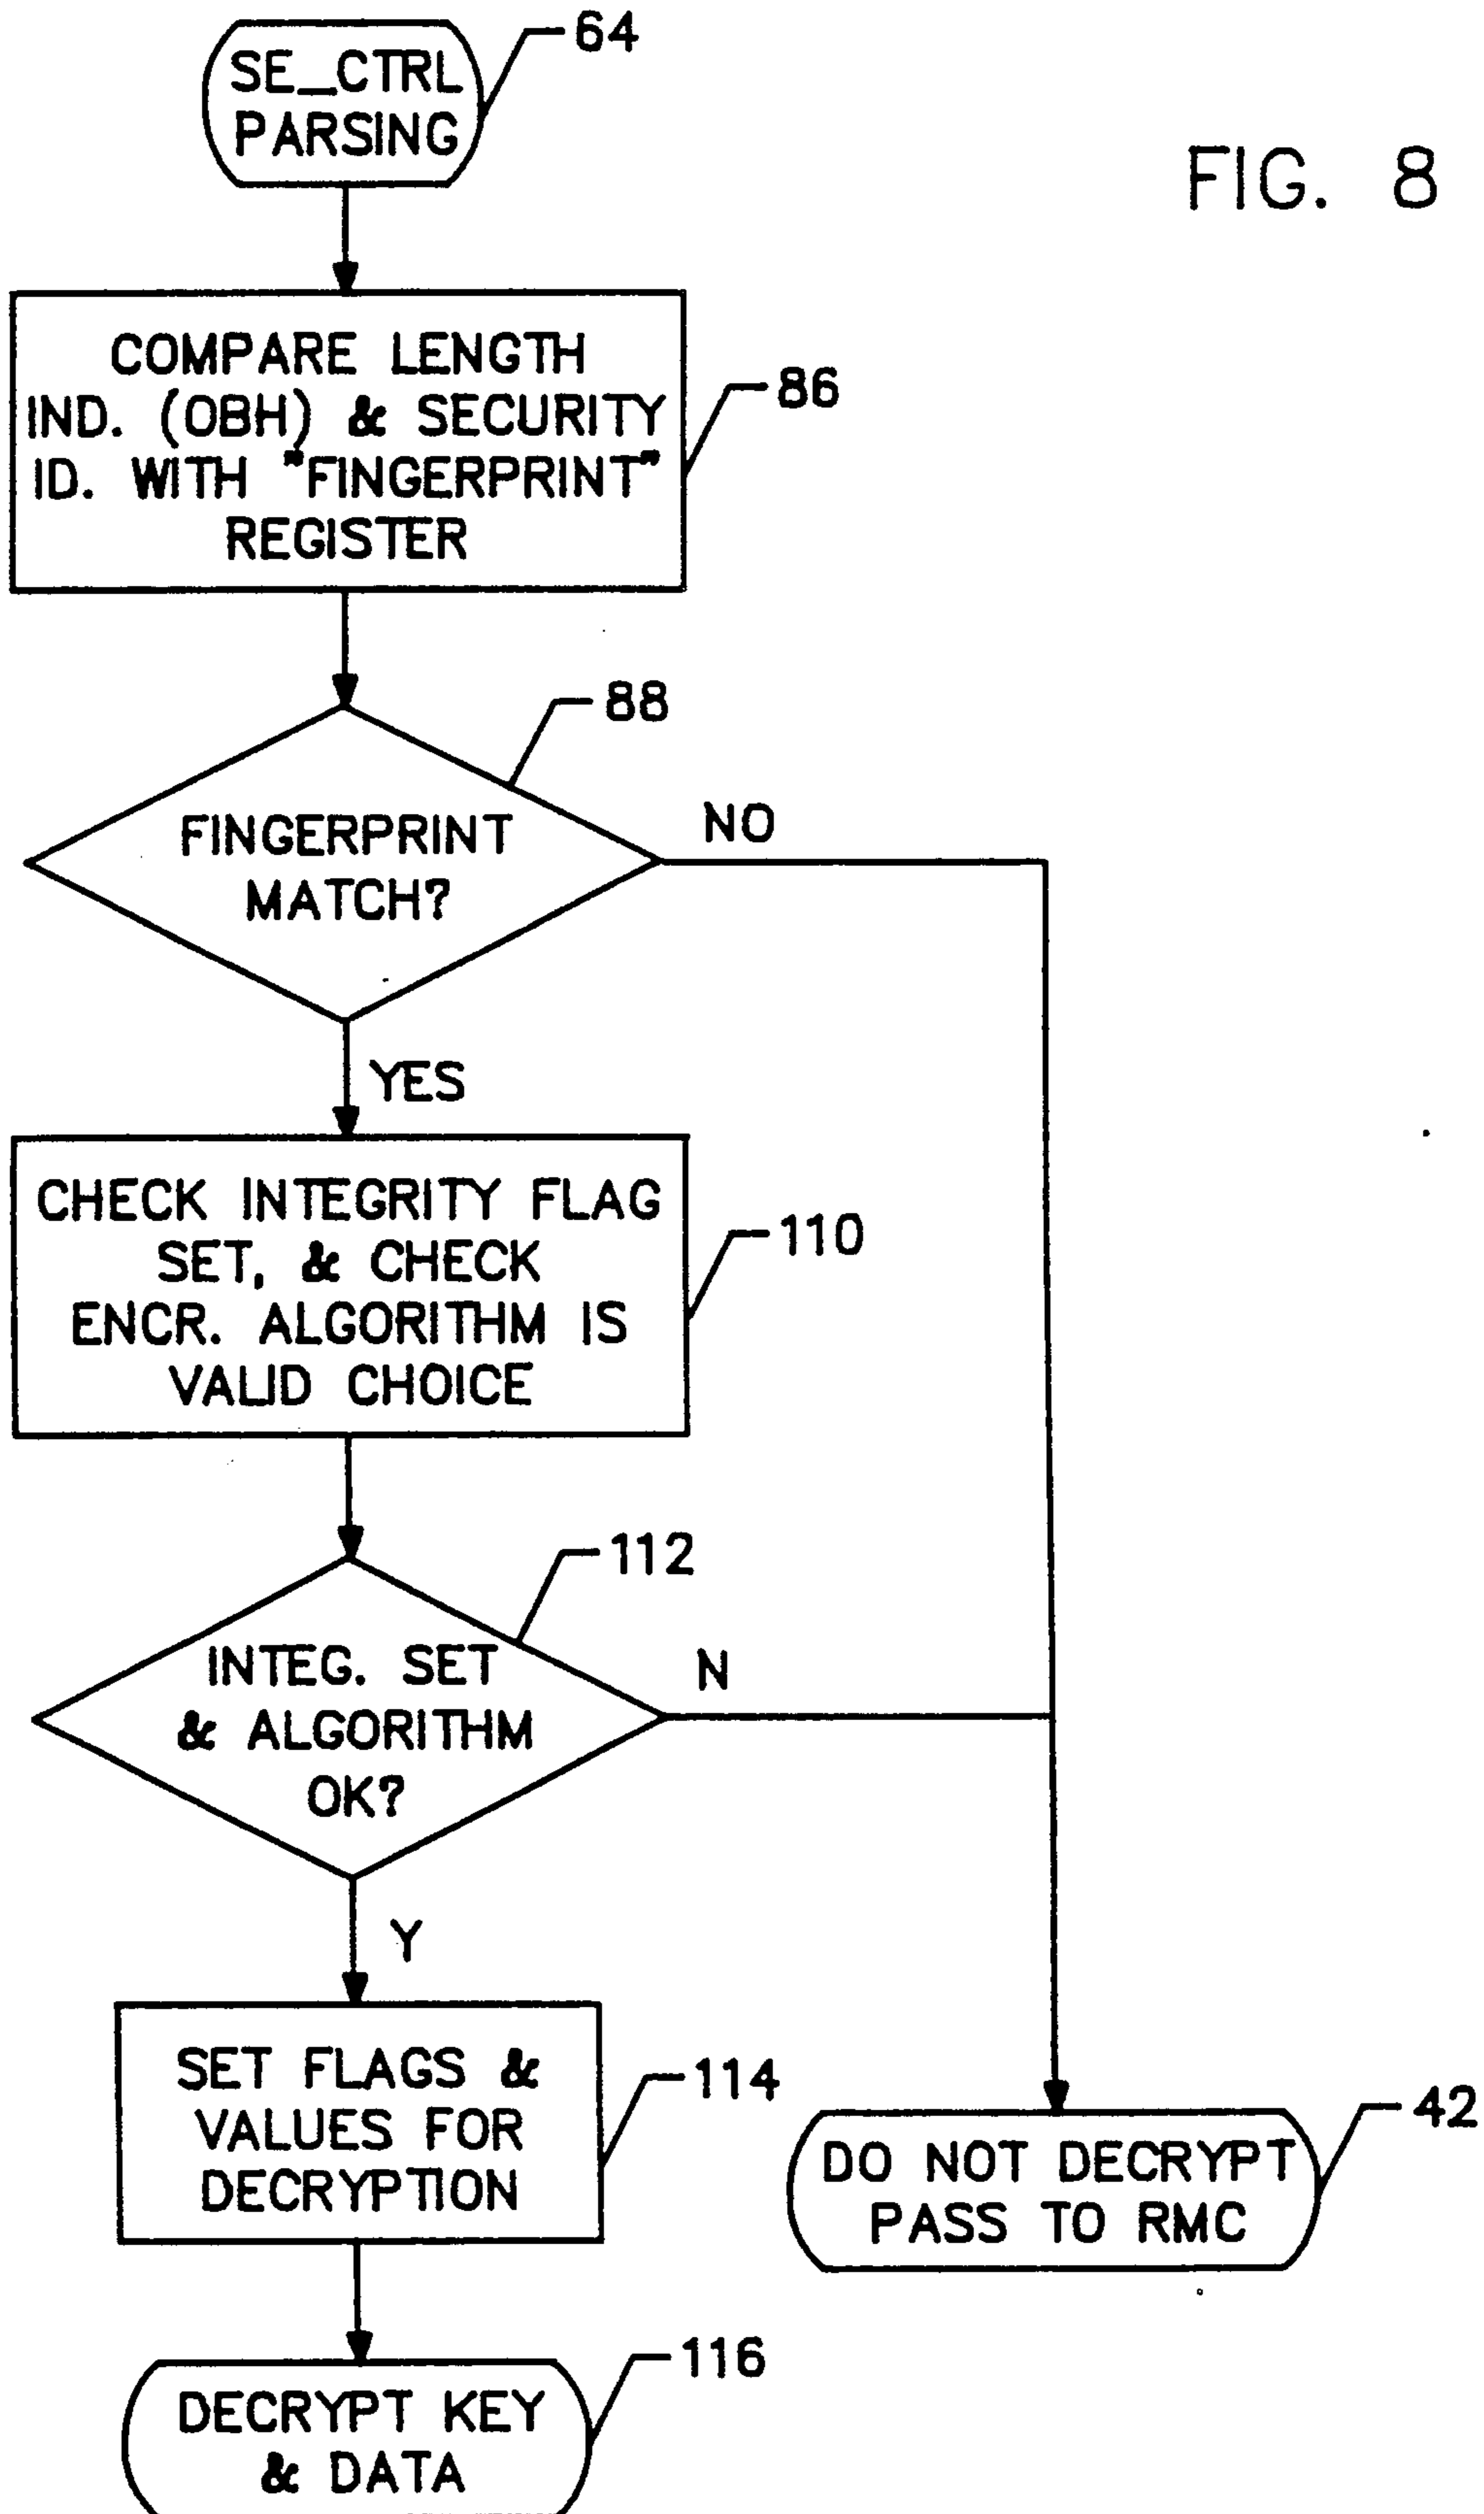 64
SE_CTRL
PARSING
FIG. 8
COMPARE LENGTH
IND. (OBH) & SECURITY
ID. WITH "FINGERPRINT"
REGISTER
86
88
FINGERPRINT
MATCH?
NO
YES
CHECK INTEGRITY FLAG
SET, & CHECK
ENCR. ALGORITHM IS
VALID CHOICE
110
112
INTEG. SET
& ALGORITHM
OK?
N
Y
SET FLAGS &
VALUES FOR
DECRYPTION
114
42
DO NOT DECRYPT
PASS TO RMC
116
DECRYPT KEY
& DATA